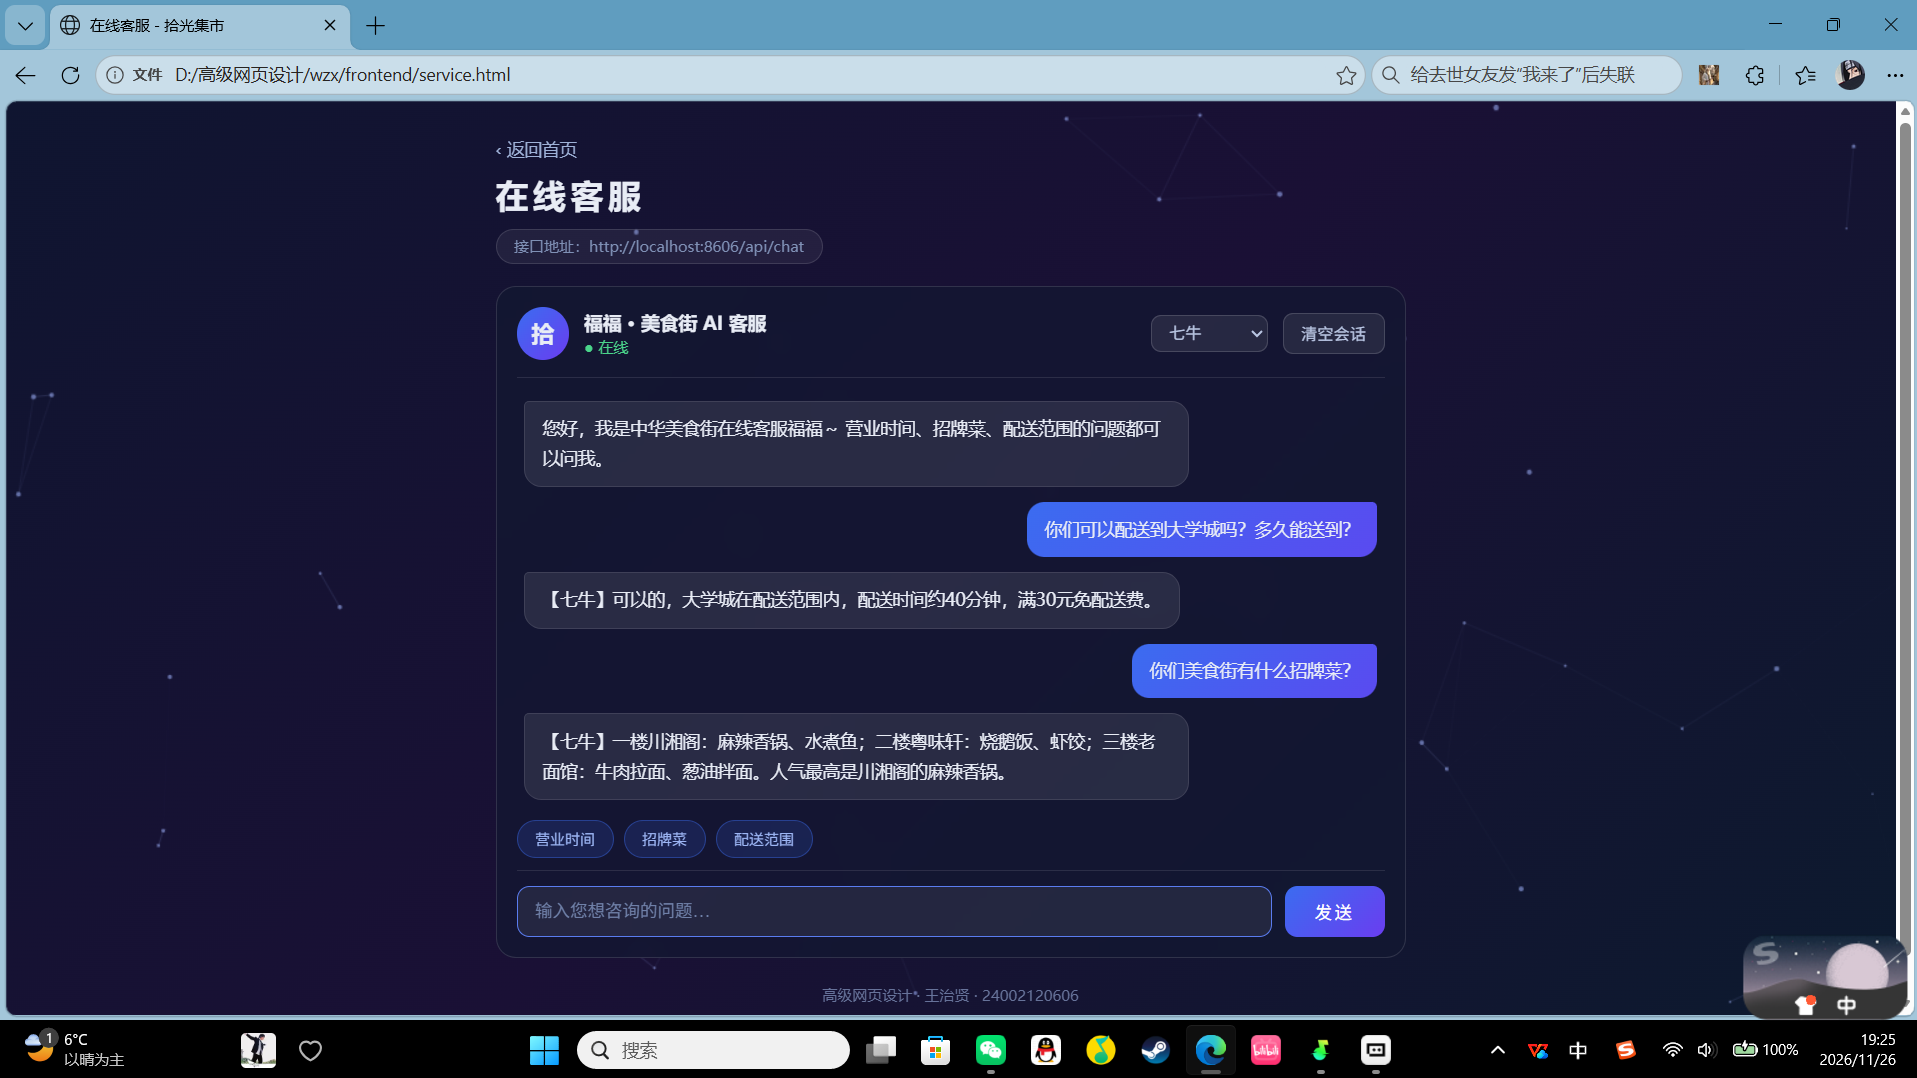 在线客服 - 拾光集市
文件
D:/高级网页设计/wzx/frontend/service.html
给去世女友发“我来了”后失联
‹ 返回首页
在线客服
接口地址：http://localhost:8606/api/chat
拾
福福 • 美食街 AI 客服
● 在线
七牛
清空会话
您好，我是中华美食街在线客服福福～ 营业时间、招牌菜、配送范围的问题都可
以问我。
你们可以配送到大学城吗？多久能送到？
【七牛】可以的，大学城在配送范围内，配送时间约40分钟，满30元免配送费。
你们美食街有什么招牌菜？
【七牛】一楼川湘阁：麻辣香锅、水煮鱼；二楼粤味轩：烧鹅饭、虾饺；三楼老
面馆：牛肉拉面、葱油拌面。人气最高是川湘阁的麻辣香锅。
营业时间
招牌菜
配送范围
输入您想咨询的问题…
发送
高级网页设计 · 王治贤 · 24002120606
S
中
1
6°C
以晴为主
搜索
bilibili
中
S
100%
19:25
2026/11/26